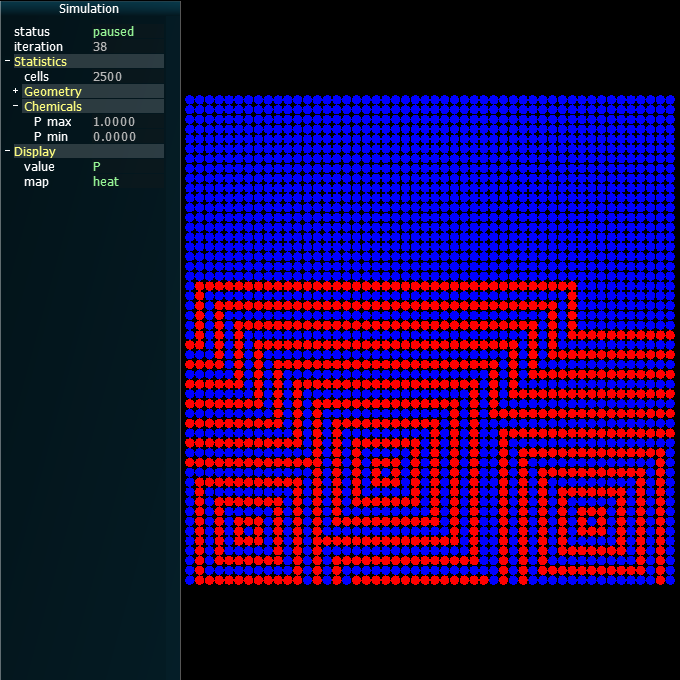 Simulation
status paused
iteration 38
- Statistics
cells 2500
+ Geometry
- Chemicals
P max 1.0000
P min 0.0000
- Display
value P
map heat